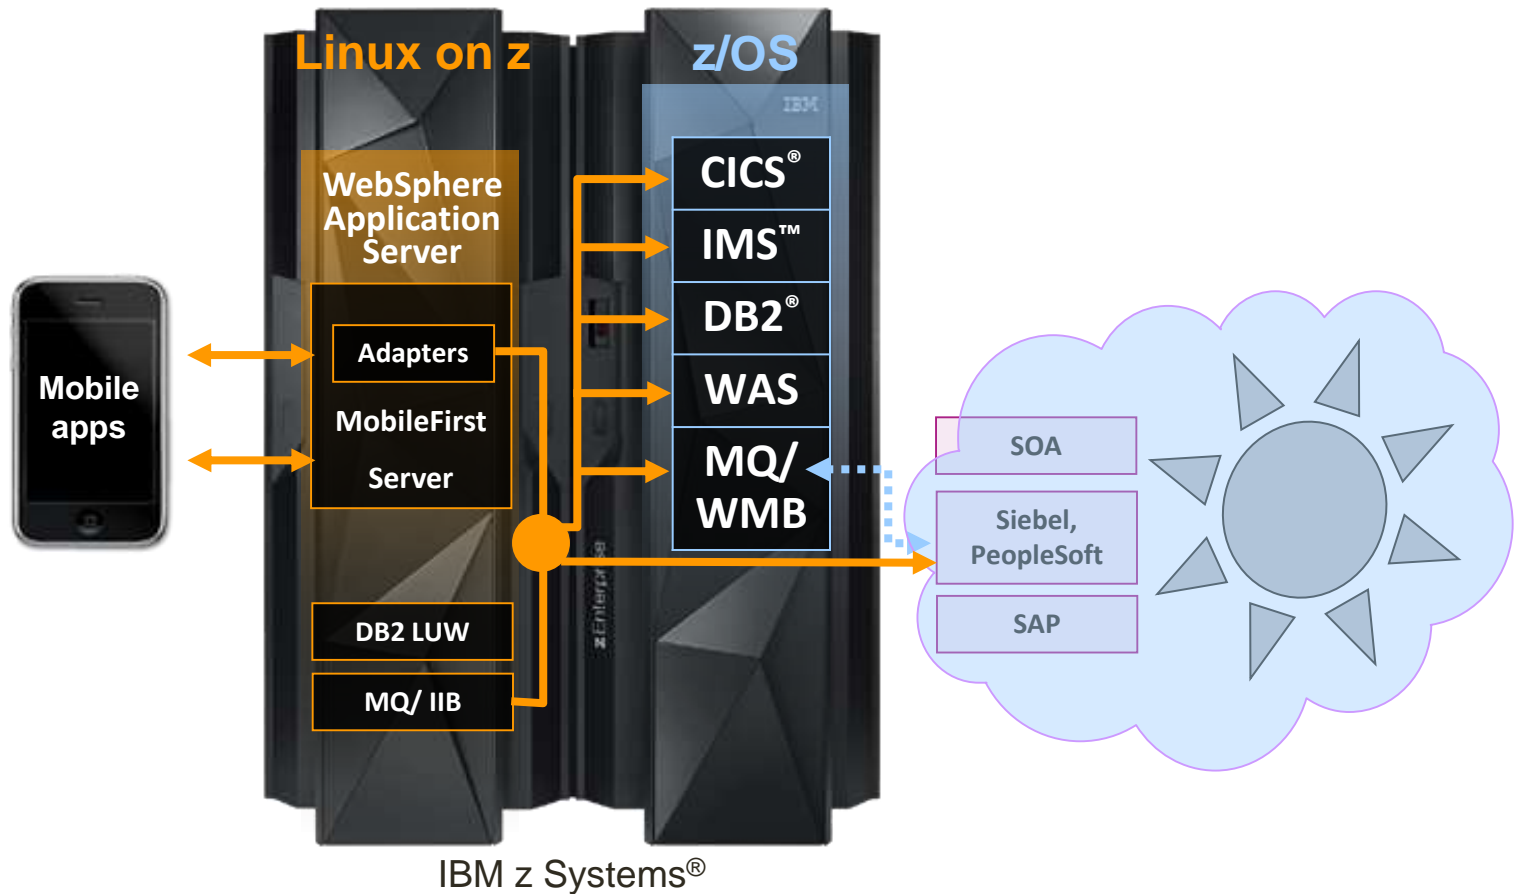 Linux on z
z/OS
IBM
WebSphere
Application
Server
Adapters
MobileFirst
Server
DB2 LUW
MQ/ IIB
CICS®
IMS™
DB2®
WAS
MQ/
WMB
zEnterprise
Mobile
apps
SOA
Siebel,
PeopleSoft
SAP
IBM z Systems®